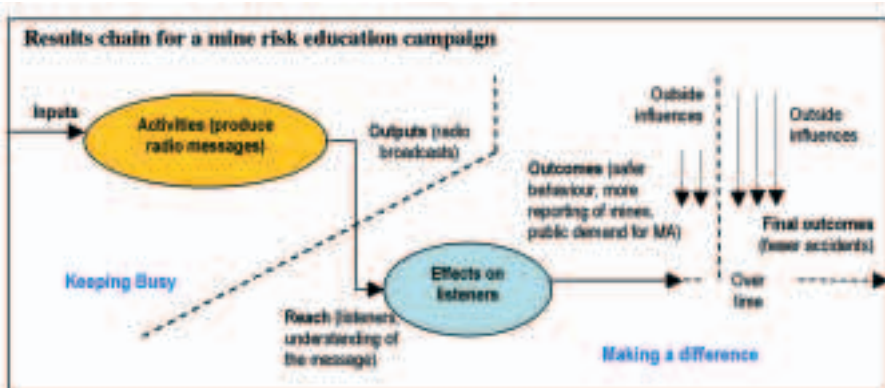 Results chain for a mine risk education campaign
Inputs
Activities (produce
radio messages)
Outputs (radio
broadcasts)
Outside
influences
Outside
influences
Outcomes (safer
behaviour, more
reporting of mines,
public demand for MA)
Final outcomes
(fewer accidents)
Keeping Busy
Effects on
listeners
Over
time
Reach (listeners
understanding of
the message)
Making a difference